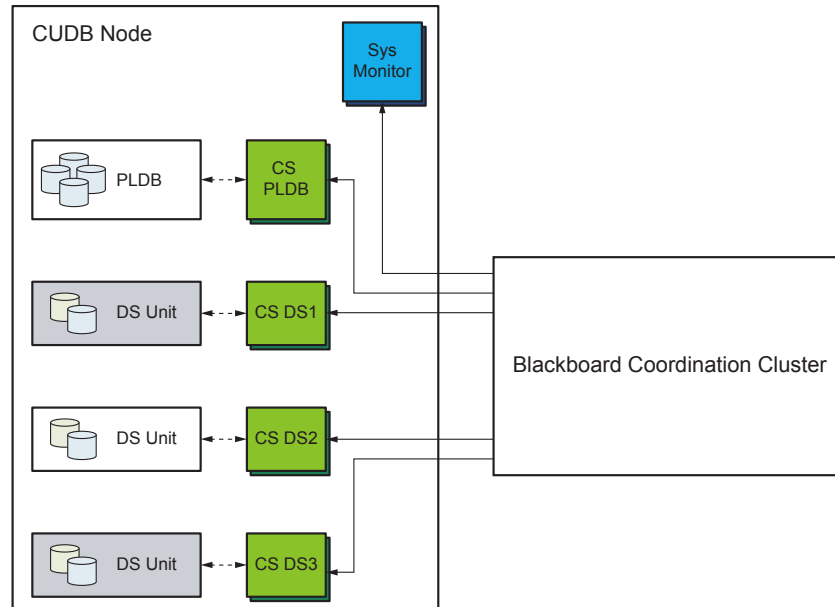 CUDB Node
Sys
Monitor
PLDB
CS
PLDB
DS Unit
CS DS1
Blackboard Coordination Cluster
DS Unit
CS DS2
DS Unit
CS DS3